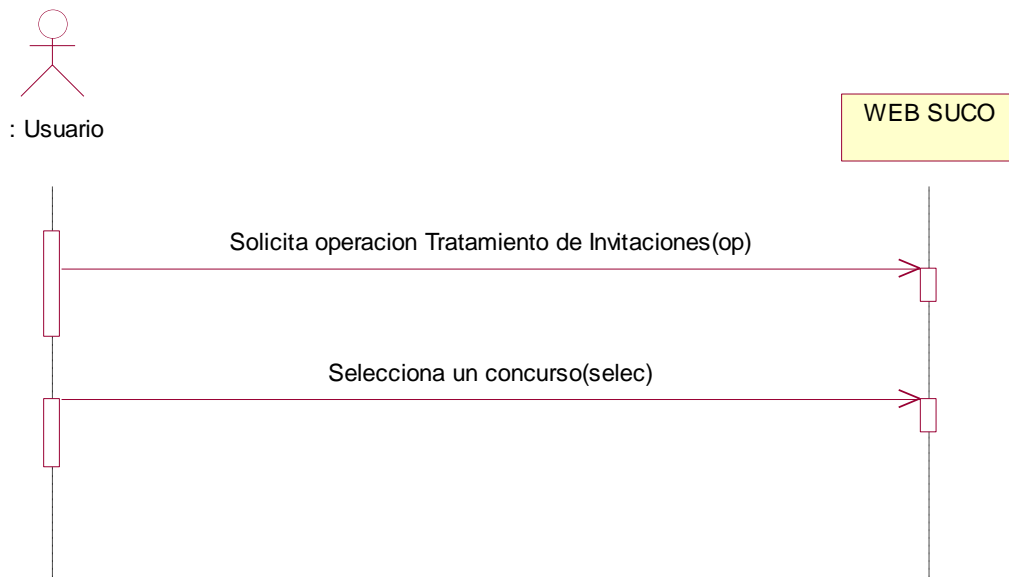 : Usuario
WEB SUCO
Solicita operacion Tratamiento de Invitaciones(op)
Selecciona un concurso(selec)